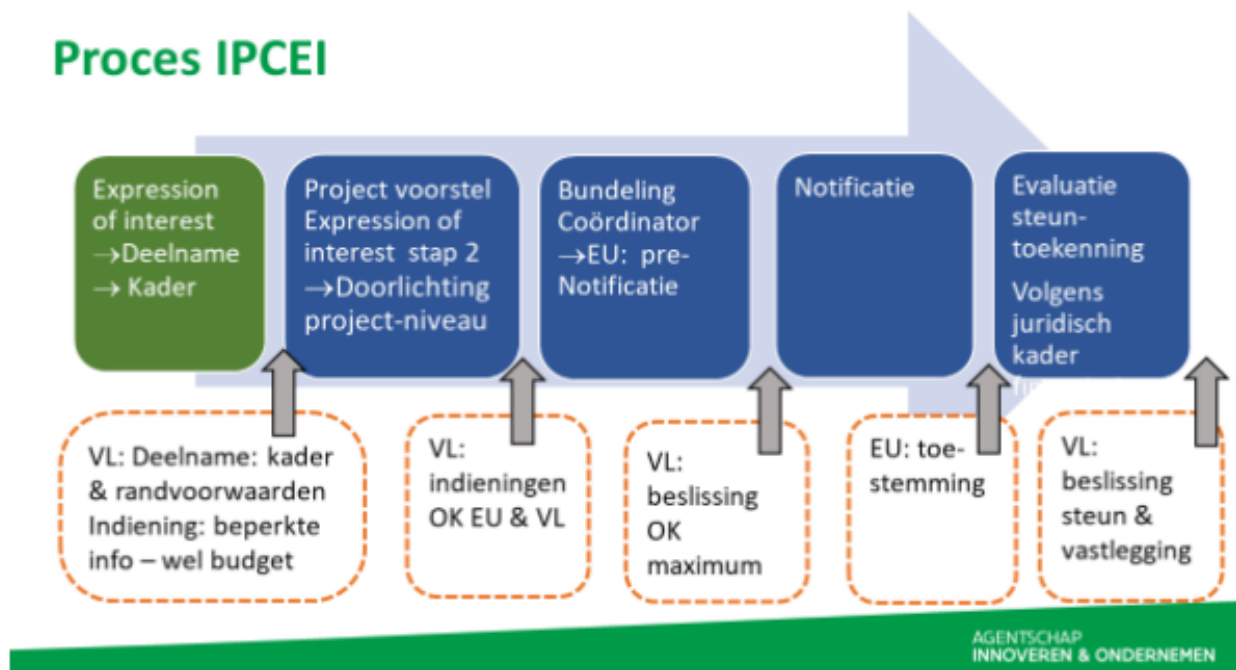 Proces IPCEI
Expression
of interest
→Deelname
→ Kader
Project voorstel
Expression of
interest stap 2
→Doorlichting
project-niveau
Bundeling
Coördinator
→EU: pre-
Notificatie
Notificatie
Evaluatie
steun-
toekenning
Volgens
juridisch
kader
VL: Deelname: kader
& randvoorwaarden
Indiening: beperkte
info – wel budget
VL:
indieningen
OK EU & VL
VL:
beslissing
OK
maximum
EU: toe-
stemming
VL:
beslissing
steun &
vastlegging
AGENTSCHAP
INNOVEREN & ONDERNEMEN